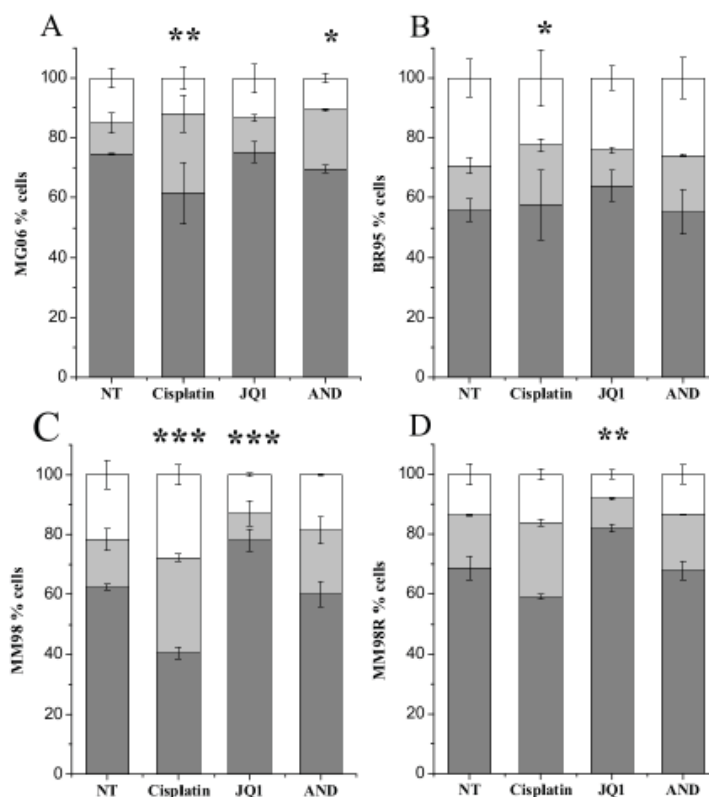 A
** *
100
80
60
40
20
0
MG06 % cells
NT Cisplatin JQ1 AND
B
*
100
80
60
40
20
0
BR95 % cells
NT Cisplatin JQ1 AND
C
*** ***
100
80
60
40
20
0
MM98 % cells
NT Cisplatin JQ1 AND
D
**
100
80
60
40
20
0
MM98R % cells
NT Cisplatin JQ1 AND